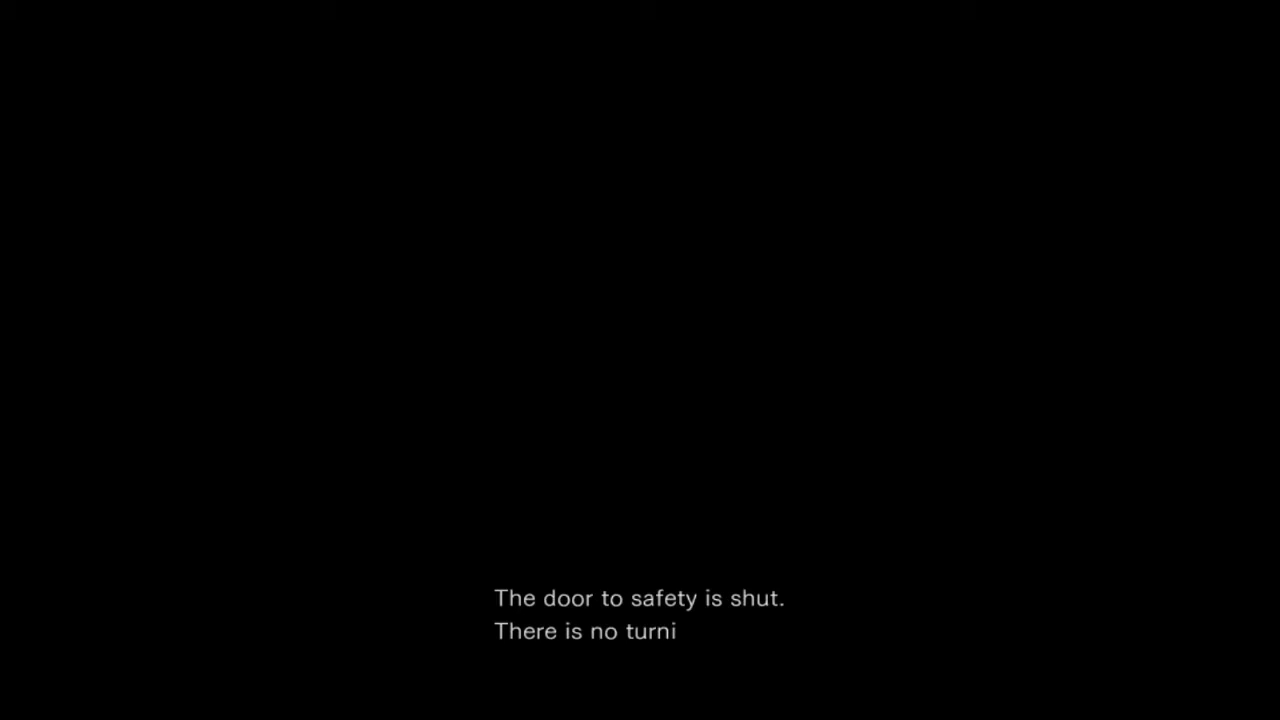 The door to safety is shut.
There is no turni